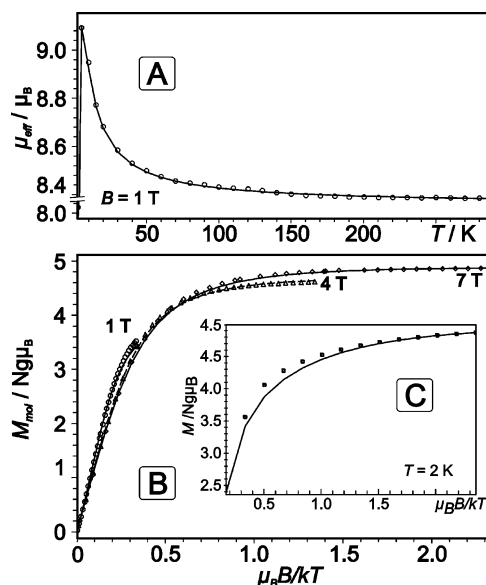 9.0
8.8
8.6
8.4
8.0
μeff / μB
A
B = 1 T
50
100
150
200
T / K
5
4
3
2
1
0
Mmol / NgμB
1 T
4 T
7 T
B
4.5
4.5
4.0
3.5
3.0
2.5
M /NgμB
C
T = 2 K
0.5
1.0
1.5
μBB/kT
0
0.5
1.0
1.5
2.0
μBB/kT